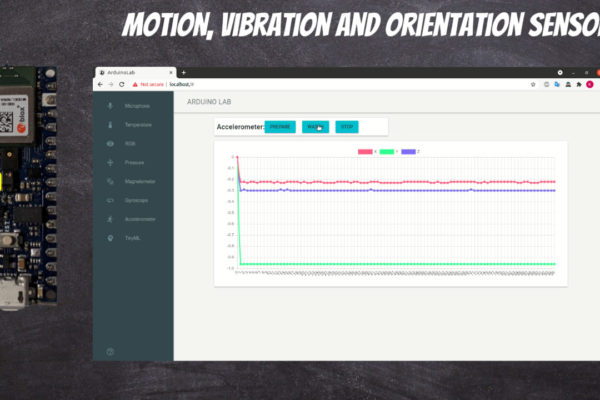 MOTION, VIBRATION AND ORIENTATION SENSO
ArduinoLab
Not secure | localhost/#
ARDUINO LAB
Microphone
Temperature
RGB
Pressure
Magnetometer
Gyroscope
Accelerometer
TinyML
Accelerometer:
PREPARE
WATCH
STOP
X
Y
Z
0
-0.1
-0.2
-0.3
-0.4
-0.5
-0.6
-0.7
-0.8
-0.9
-1.0
blox